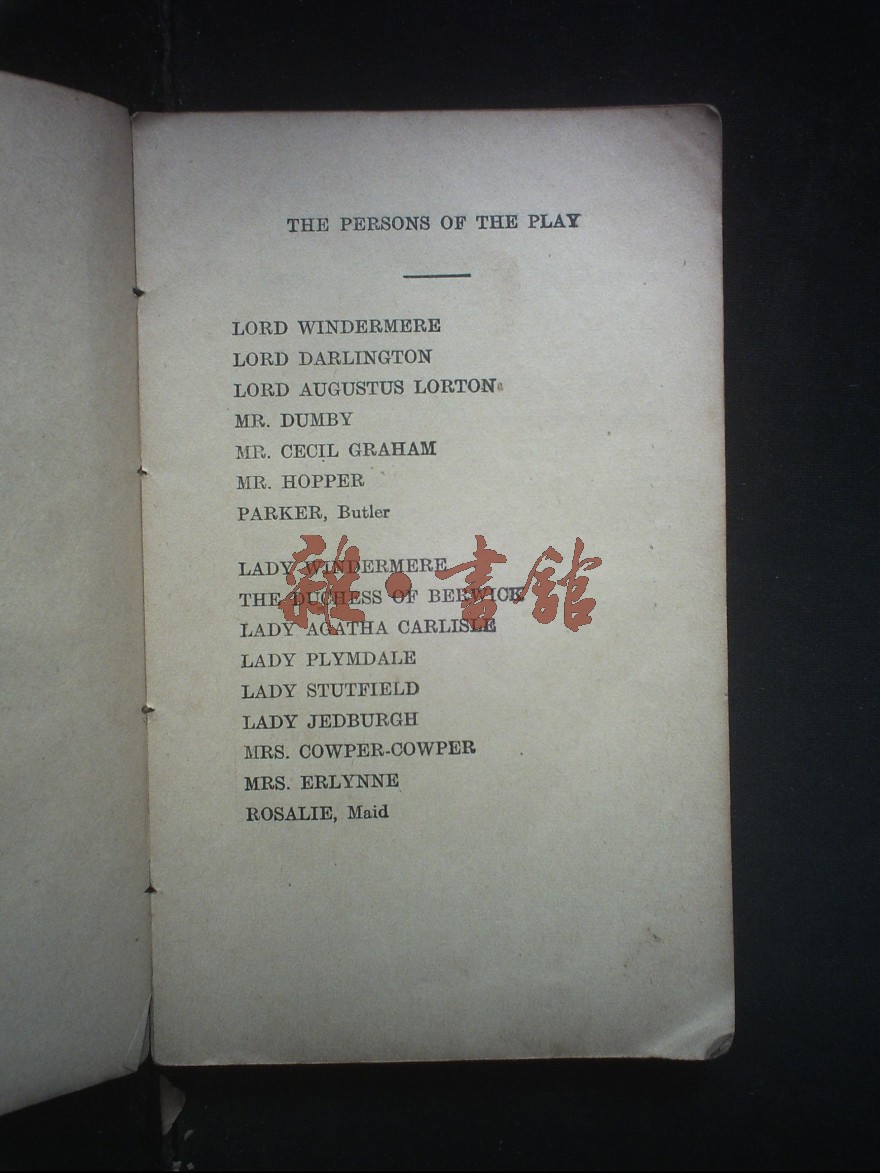 THE PERSONS OF THE PLAY
LORD WINDERMERE
LORD DARLINGTON
LORD AUGUSTUS LORTON
MR. DUMBY
MR. CECIL GRAHAM
MR. HOPPER
PARKER, Butler
LADY WINDERMERE
THE DUCHESS OF BERWICK
LADY AGATHA CARLISLE
LADY PLYMDALE
LADY STUTFIELD
LADY JEDBURGH
MRS. COWPER-COWPER
MRS. ERLYNNE
ROSALIE, Maid
雜·書館